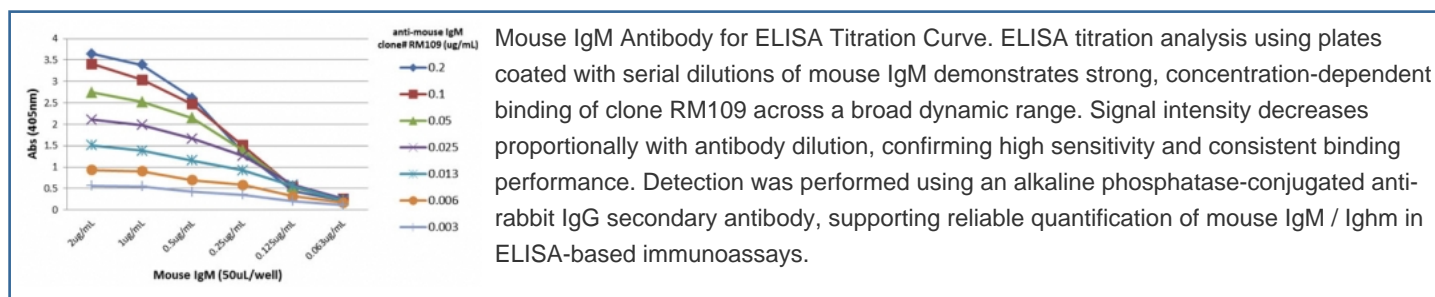 anti-mouse IgM
clone# RM109 (ug/mL)
4
3.5
3
2.5
2
1.5
1
0.5
0
Abs (405nm)
0.2
0.1
0.05
0.025
0.013
0.006
0.003
2ug/mL
1ug/mL
0.5ug/mL
0.25ug/mL
0.125ug/mL
0.063ug/mL
Mouse IgM (50uL/well)
Mouse IgM Antibody for ELISA Titration Curve. ELISA titration analysis using plates
coated with serial dilutions of mouse IgM demonstrates strong, concentration-dependent
binding of clone RM109 across a broad dynamic range. Signal intensity decreases
proportionally with antibody dilution, confirming high sensitivity and consistent binding
performance. Detection was performed using an alkaline phosphatase-conjugated anti-
rabbit IgG secondary antibody, supporting reliable quantification of mouse IgM / Ighm in
ELISA-based immunoassays.